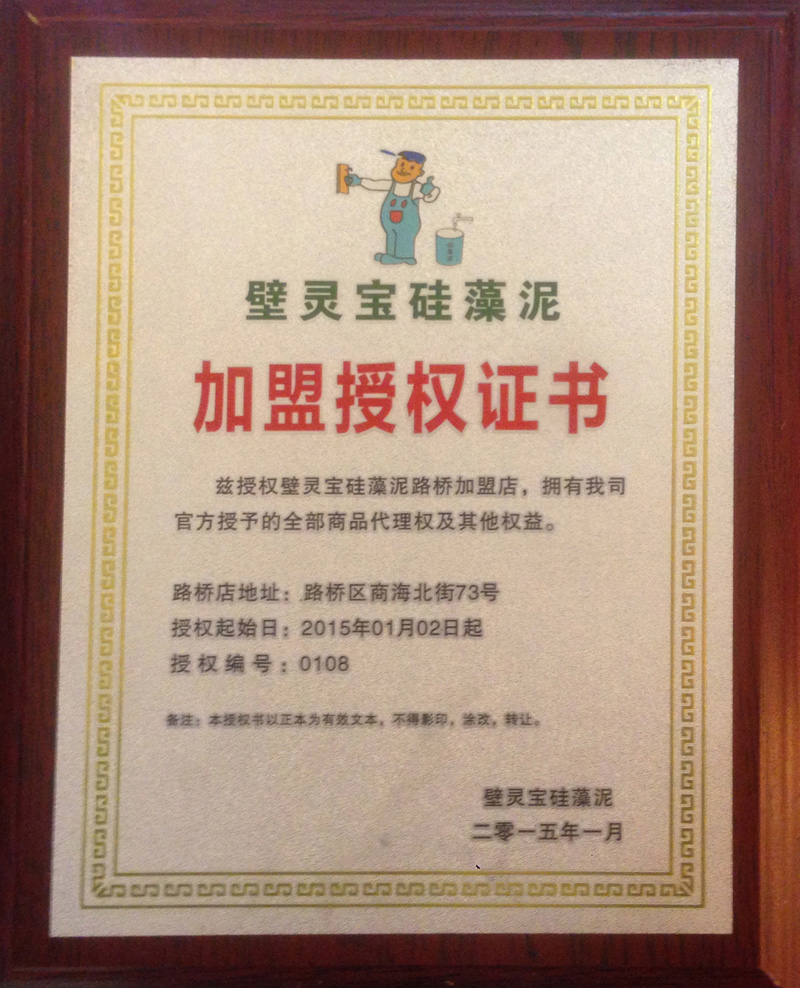 壁灵宝硅藻泥
加盟授权证书
兹授权壁灵宝硅藻泥路桥加盟店，拥有我司
官方授予的全部商品代理权及其他权益。
路桥店地址：路桥区商海北街73号
授权起始日：2015年01月02日起
授权编号：0108
备注：本授权书以正本为有效文本，不得影印，涂改，转让。
壁灵宝硅藻泥
二零一五年一月